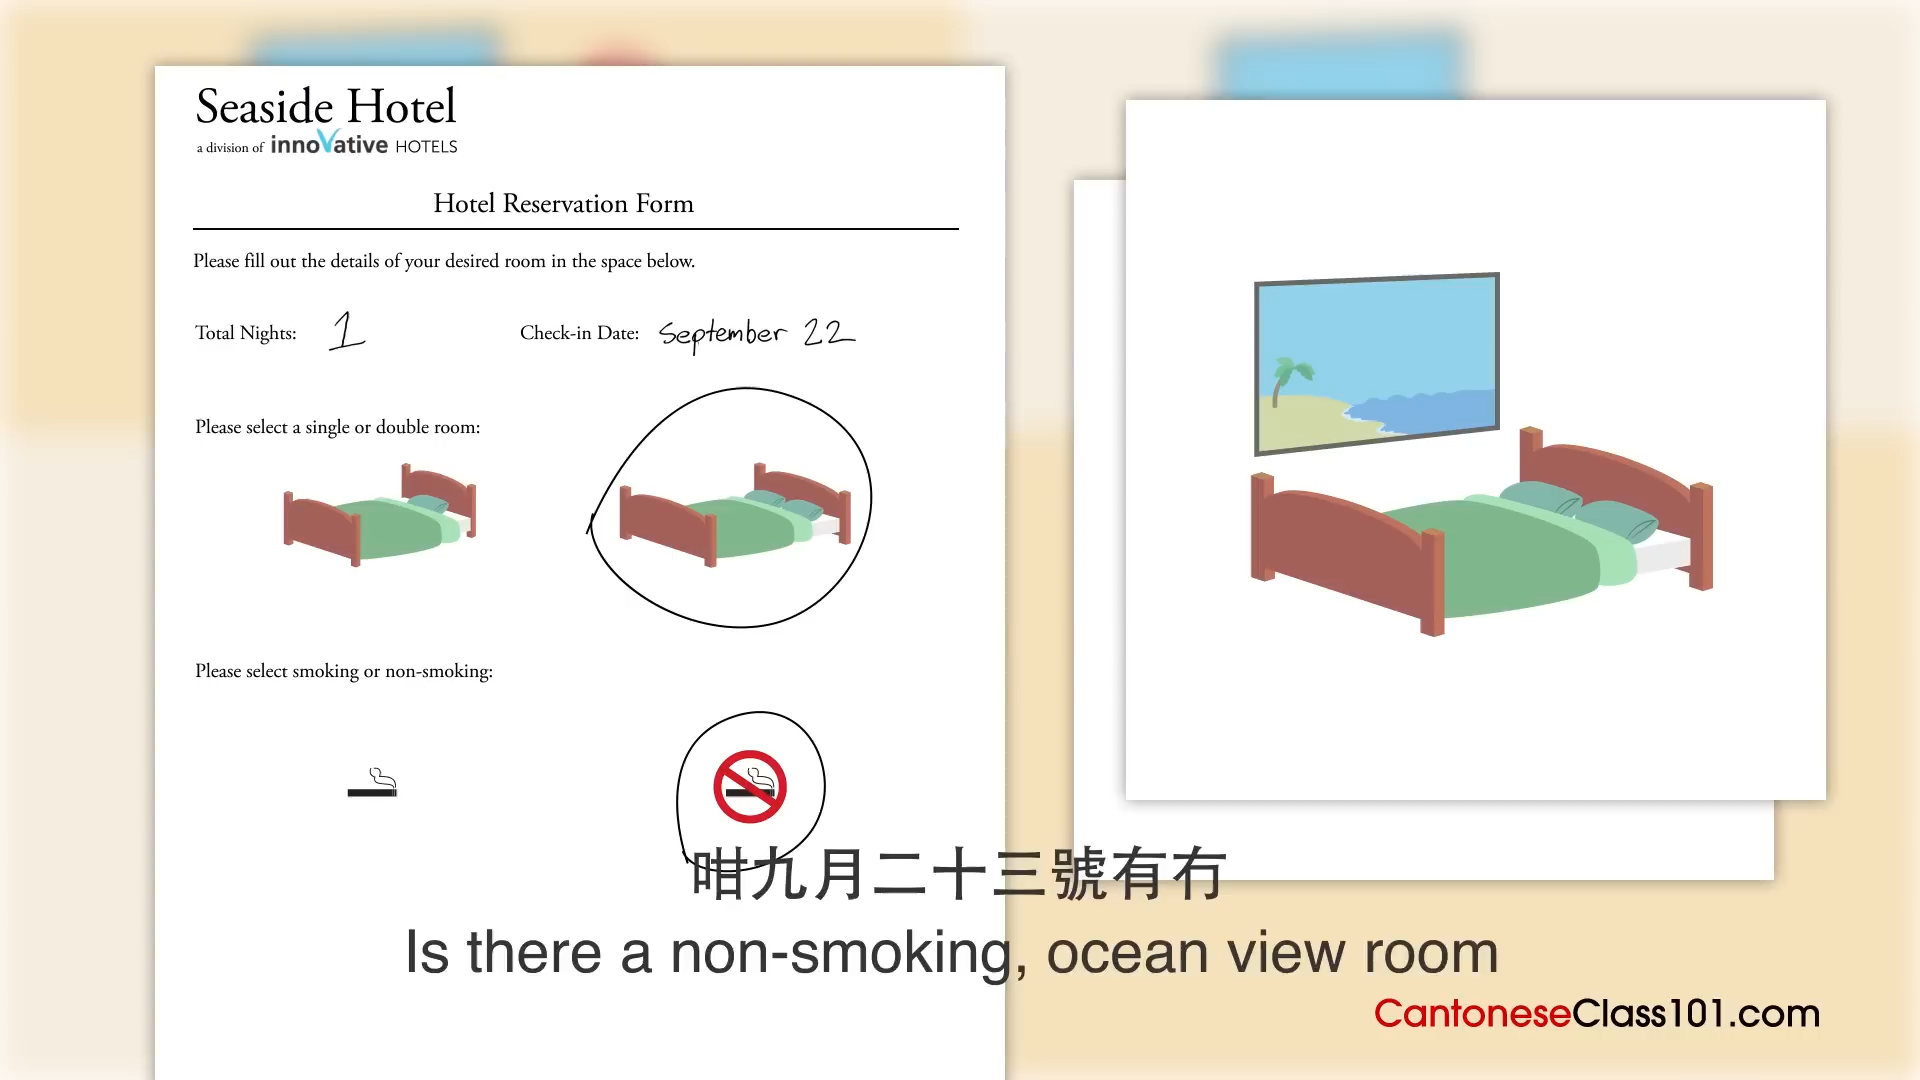 Seaside Hotel
a division of innoVative HOTELS
Hotel Reservation Form
Please fill out the details of your desired room in the space below.
Total Nights: 1 Check-in Date: September 22
Please select a single or double room:
Please select smoking or non-smoking:
咁九月二十三號有冇
Is there a non-smoking, ocean view room
CantoneseClass101.com